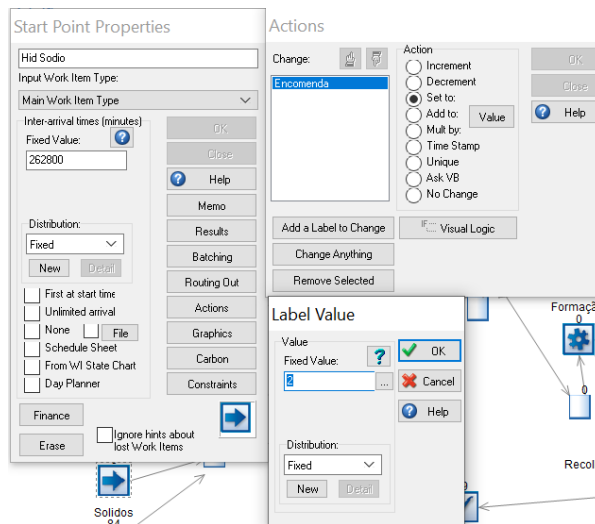 Start Point Properties
Hid Sodio
Input Work Item Type:
Main Work Item Type
Inter-arrival times (minutes)
Fixed Value:
262800
Distribution:
Fixed
New
Detail
First at start time
Unlimited arrival
None
File
Schedule Sheet
From WI State Chart
Day Planner
OK
Close
Help
Memo
Results
Batching
Routing Out
Actions
Graphics
Carbon
Constraints
Finance
Erase
Ignore hints about
lost Work Items
Actions
Change:
Encomenda
Action
Increment
Decrement
Set to:
Add to:
Value
Mult by:
Time Stamp
Unique
Ask VB
No Change
OK
Close
Help
Add a Label to Change
IF
Visual Logic
Change Anything
Remove Selected
Label Value
Value
Fixed Value:
2
...
OK
Cancel
Help
Distribution:
Fixed
New
Detail
Formaçã
0
0
Recol
Solidos
84